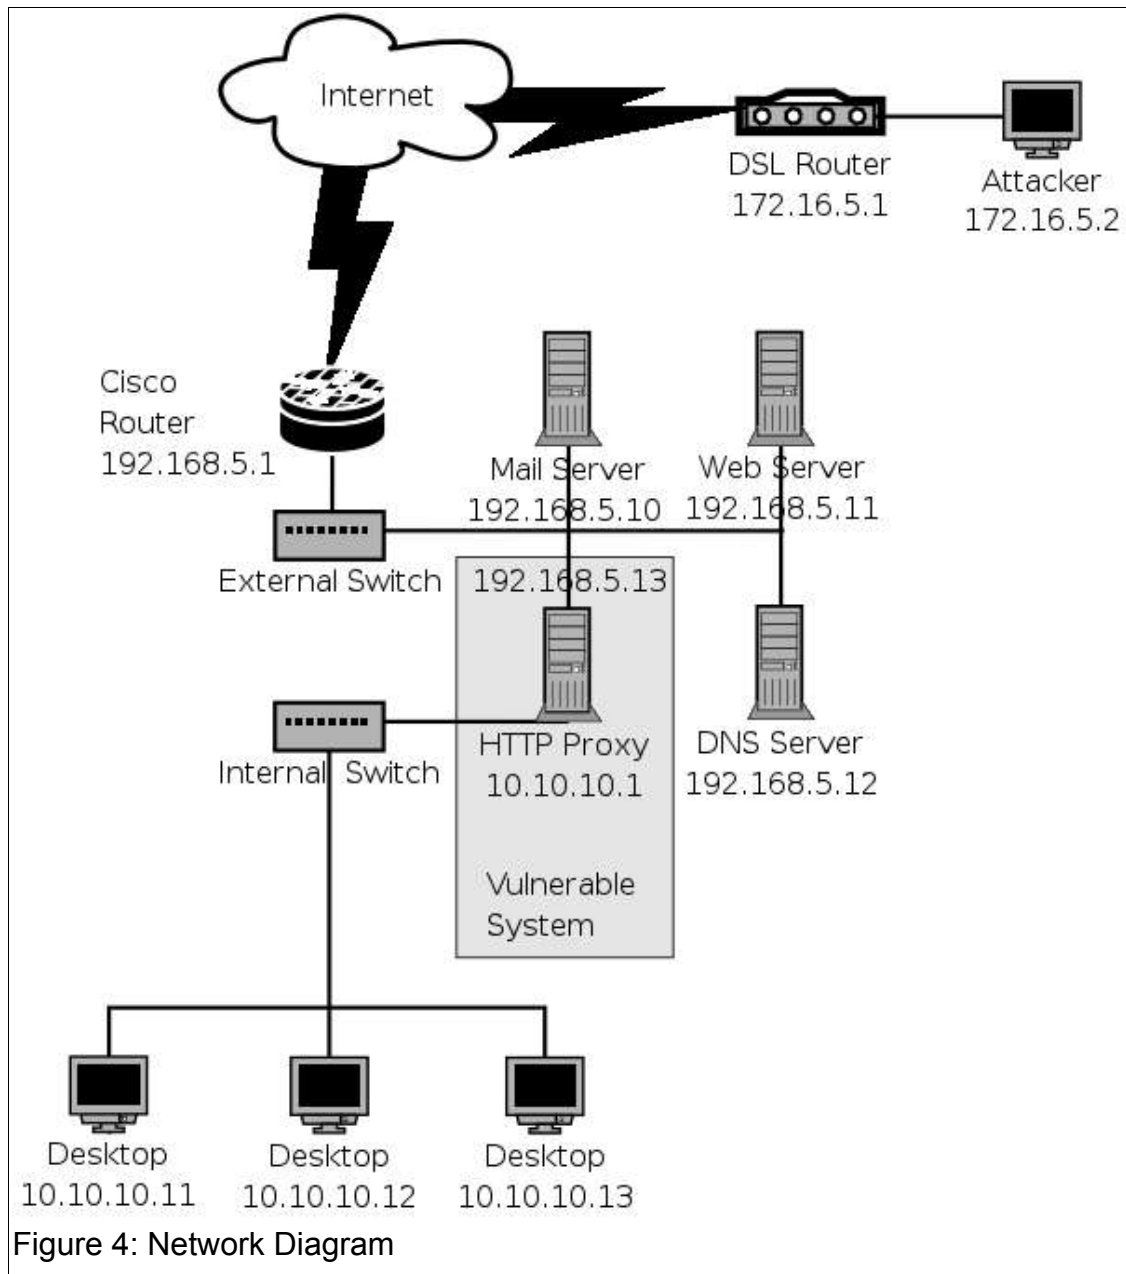 Internet
DSL Router
172.16.5.1
Attacker
172.16.5.2
Cisco
Router
192.168.5.1
Mail Server
192.168.5.10
Web Server
192.168.5.11
External Switch
192.168.5.13
HTTP Proxy
10.10.10.1
DNS Server
192.168.5.12
Internal Switch
Vulnerable
System
Desktop
10.10.10.11
Desktop
10.10.10.12
Desktop
10.10.10.13
Figure 4: Network Diagram